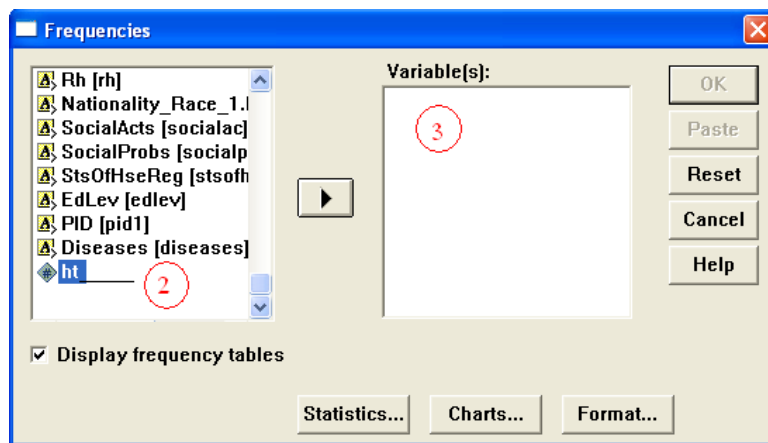 Frequencies
Rh [rh]
Nationality_Race_1.
SocialActs [socialac]
SocialProbs [socialp
StsOfHseReg [stsofh
EdLev [edlev]
PID [pid1]
Diseases [diseases]
ht
2
Variable(s):
3
OK
Paste
Reset
Cancel
Help
Display frequency tables
Statistics...
Charts...
Format...